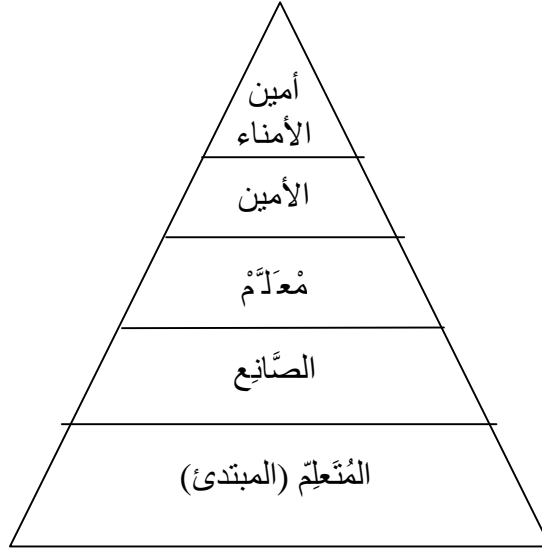 أمين
الأمناء
الأمين
مْعَلَّمْ
الصَّانِع
المُتَعلِمّ (المبتدئ)